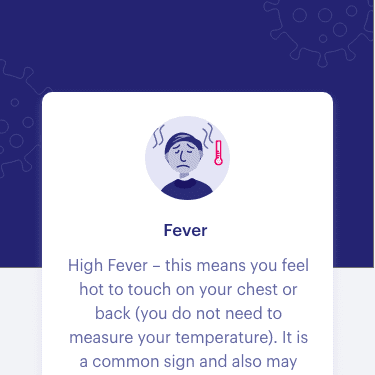 Fever
High Fever – this means you feel
hot to touch on your chest or
back (you do not need to
measure your temperature). It is
a common sign and also may